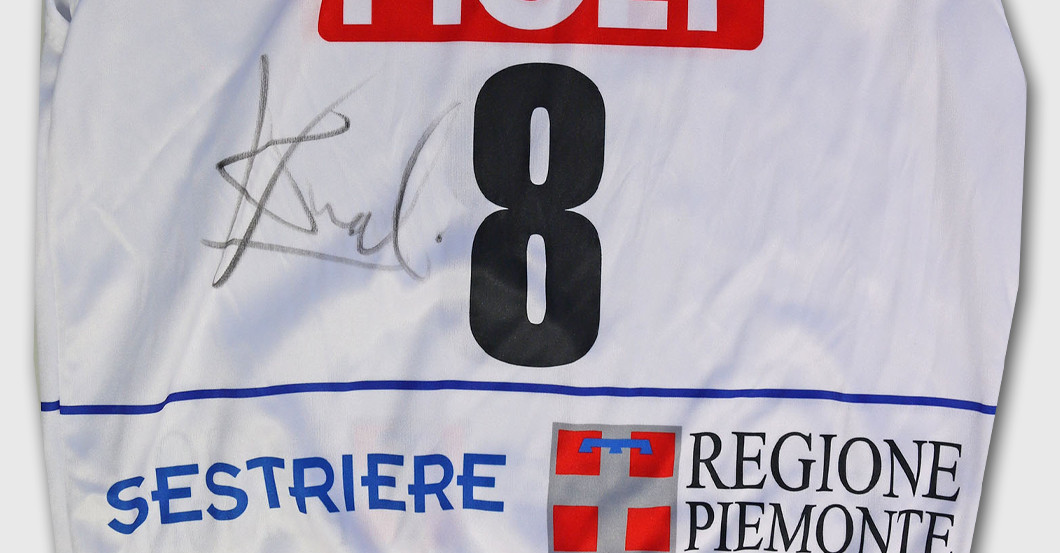 8
SESTRIERE
REGIONE
PIEMONTE